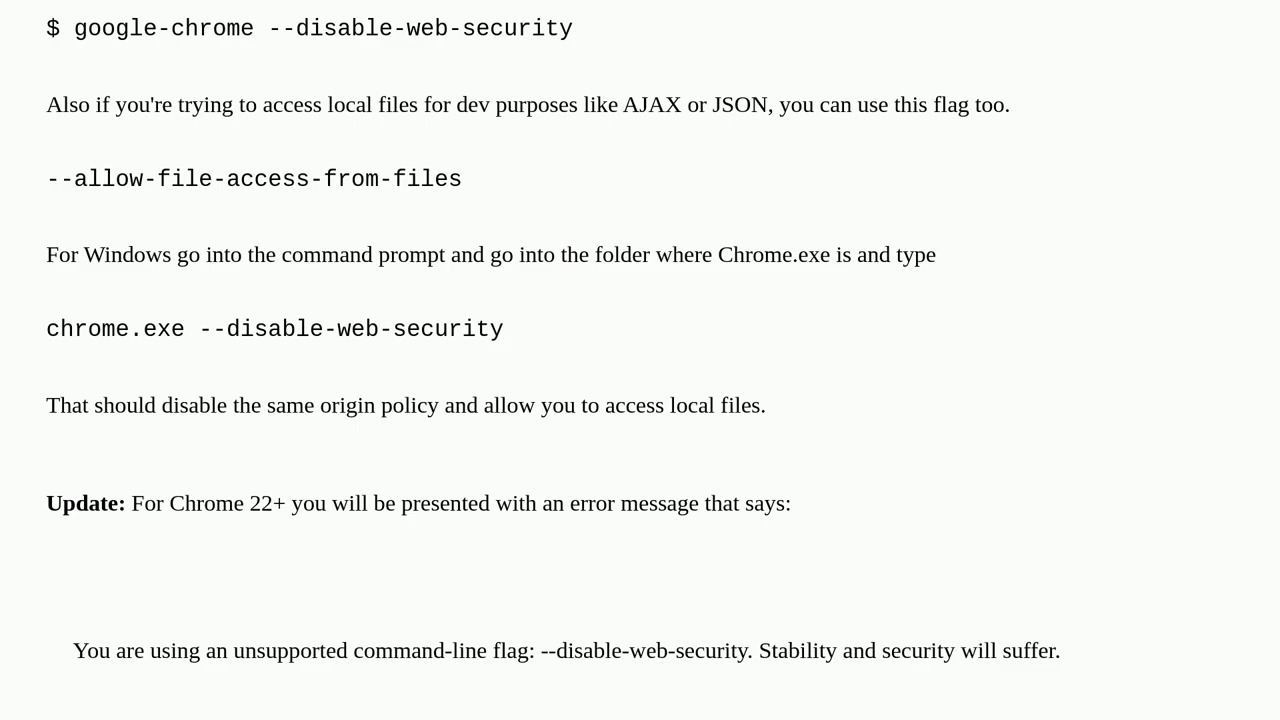 $ google-chrome --disable-web-security
Also if you're trying to access local files for dev purposes like AJAX or JSON, you can use this flag too.
--allow-file-access-from-files
For Windows go into the command prompt and go into the folder where Chrome.exe is and type
chrome.exe --disable-web-security
That should disable the same origin policy and allow you to access local files.
Update: For Chrome 22+ you will be presented with an error message that says:
You are using an unsupported command-line flag: --disable-web-security. Stability and security will suffer.